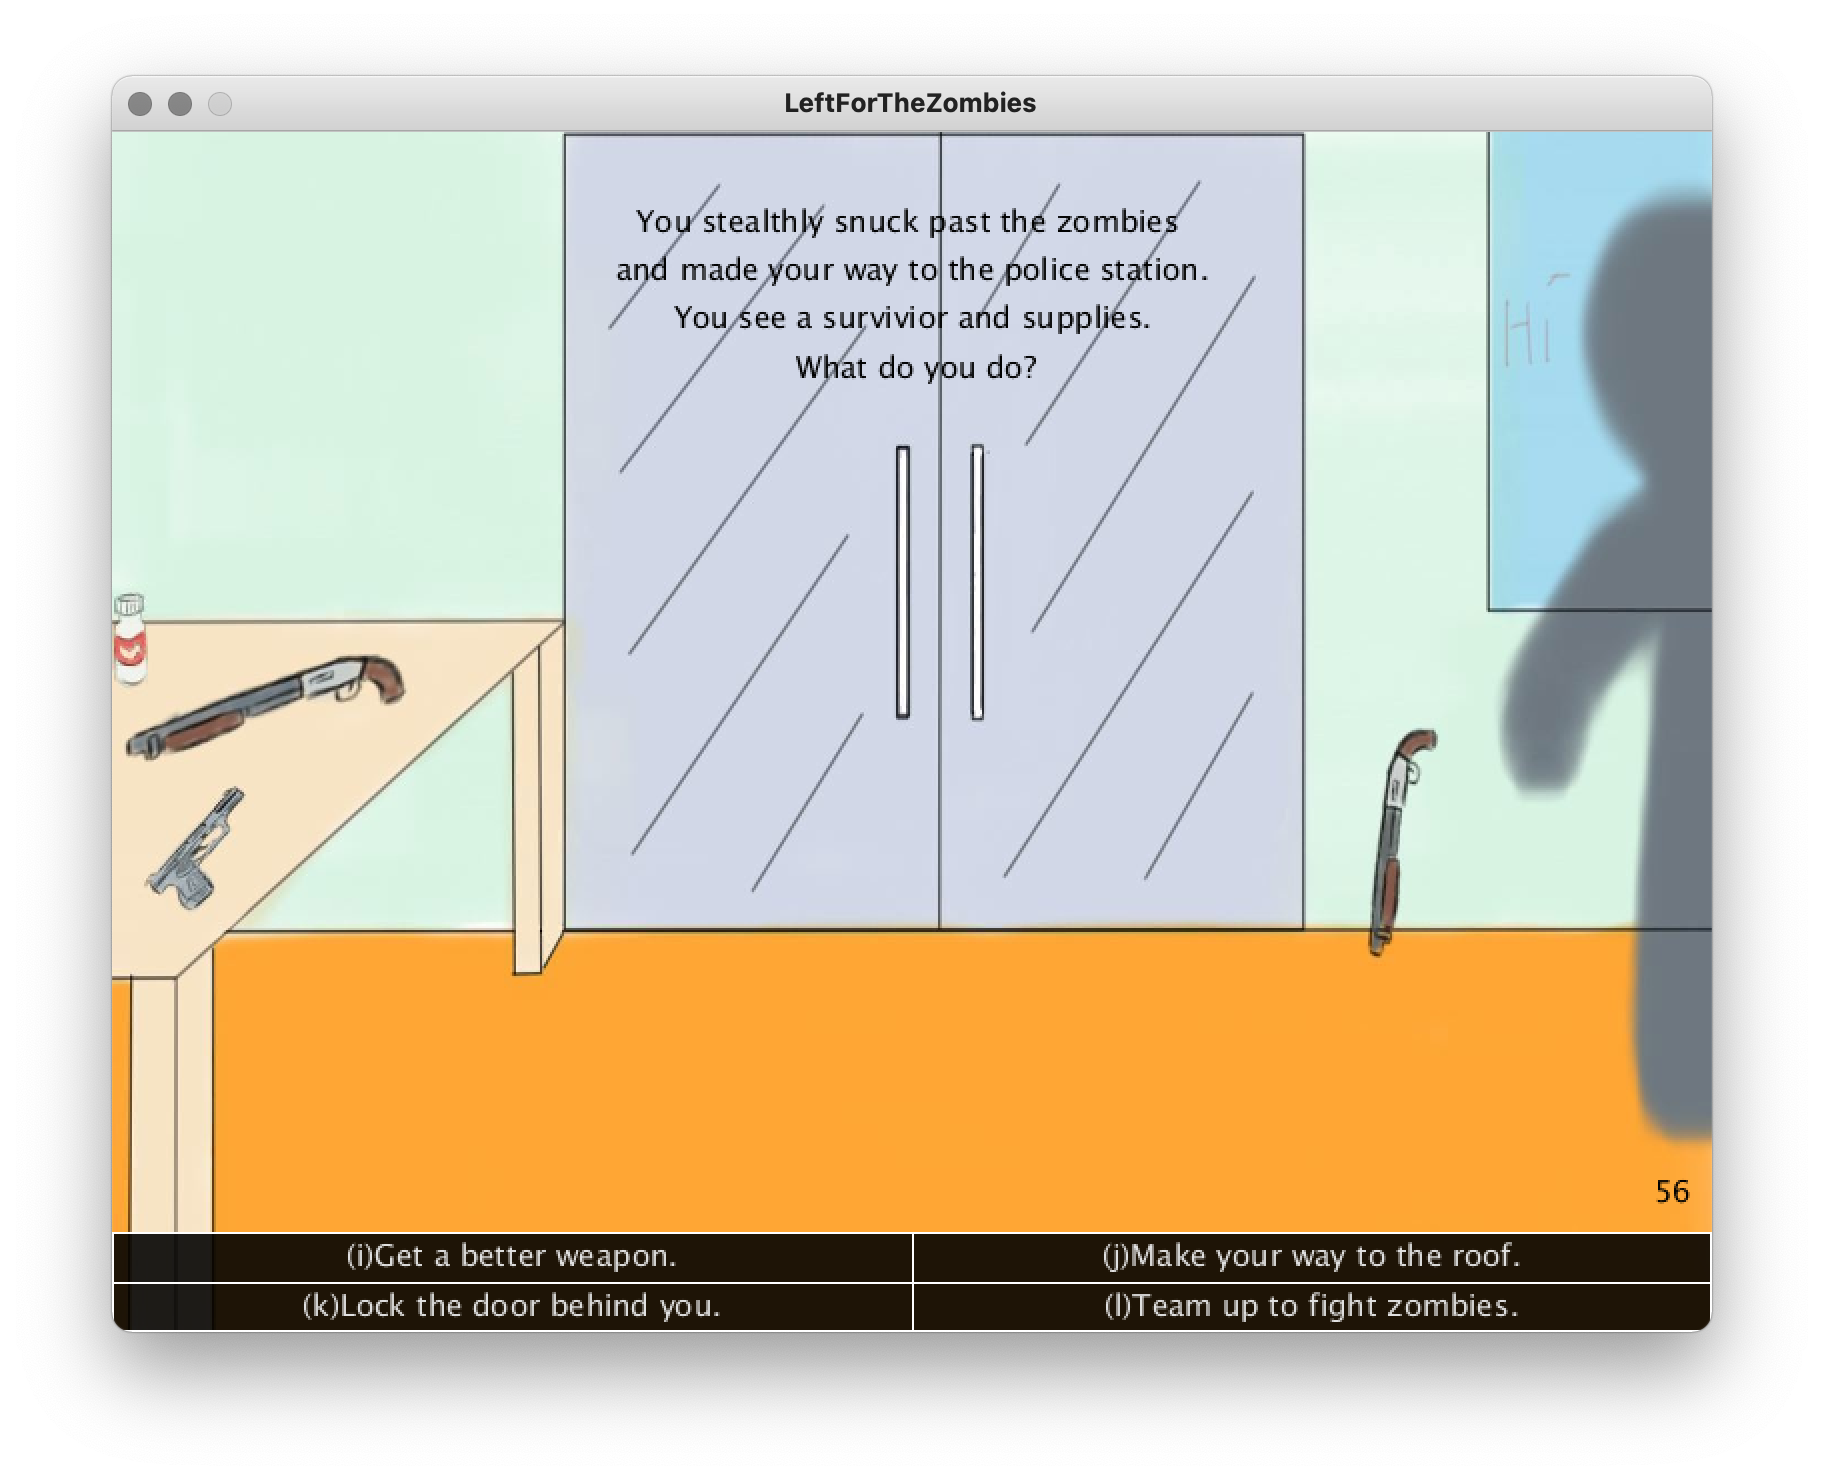 LeftForTheZombies
You stealthly snuck past the zombies
and made your way to the police station.
You see a survivior and supplies.
What do you do?
Hi
56
(i)Get a better weapon.
(j)Make your way to the roof.
(k)Lock the door behind you.
(l)Team up to fight zombies.